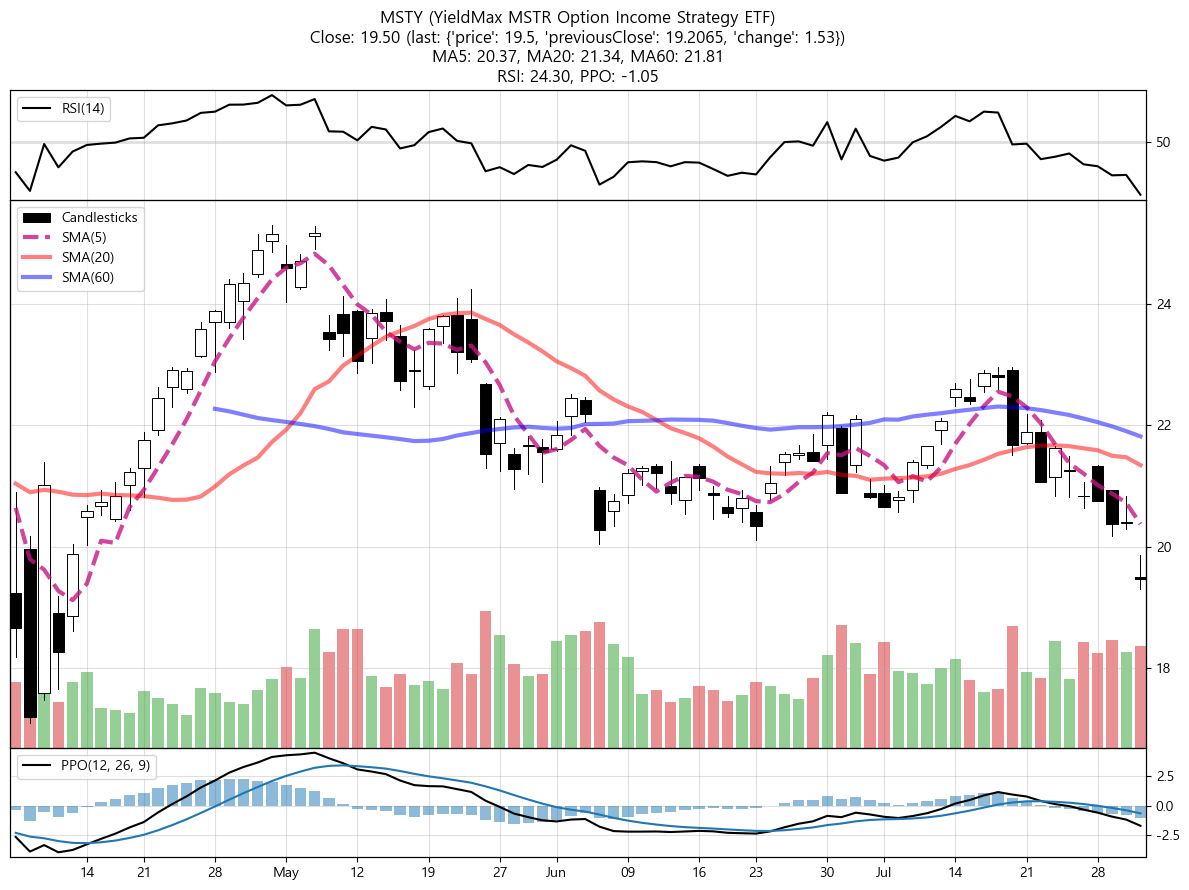 MSTY (YieldMax MSTR Option Income Strategy ETF)
Close: 19.50 (last: {'price': 19.5, 'previousClose': 19.2065, 'change': 1.53})
MA5: 20.37, MA20: 21.34, MA60: 21.81
RSI: 24.30, PPO: -1.05
RSI(14)
50
Candlesticks
SMA(5)
SMA(20)
SMA(60)
24
22
20
18
PPO(12, 26, 9)
2.5
0.0
−2.5
14 21 28 May 12 19 27 Jun 09 16 23 30 Jul 14 21 28